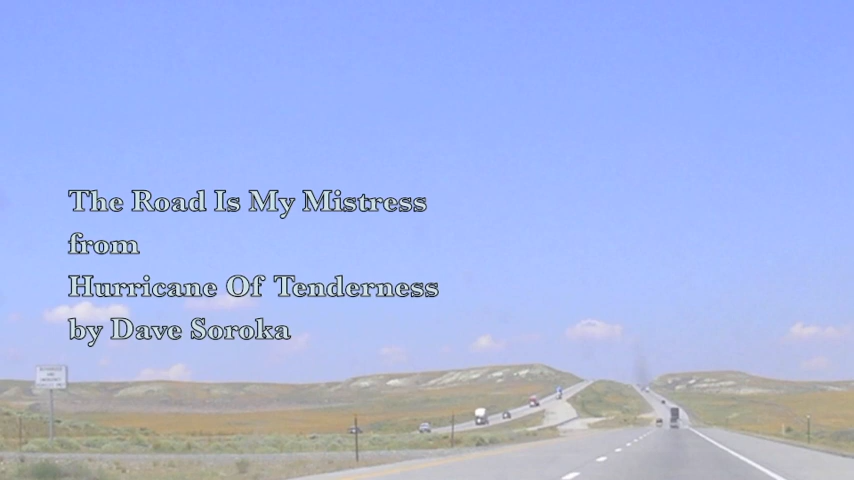 The Road Is My Mistress
from
Hurricane Of Tenderness
by Dave Soroka